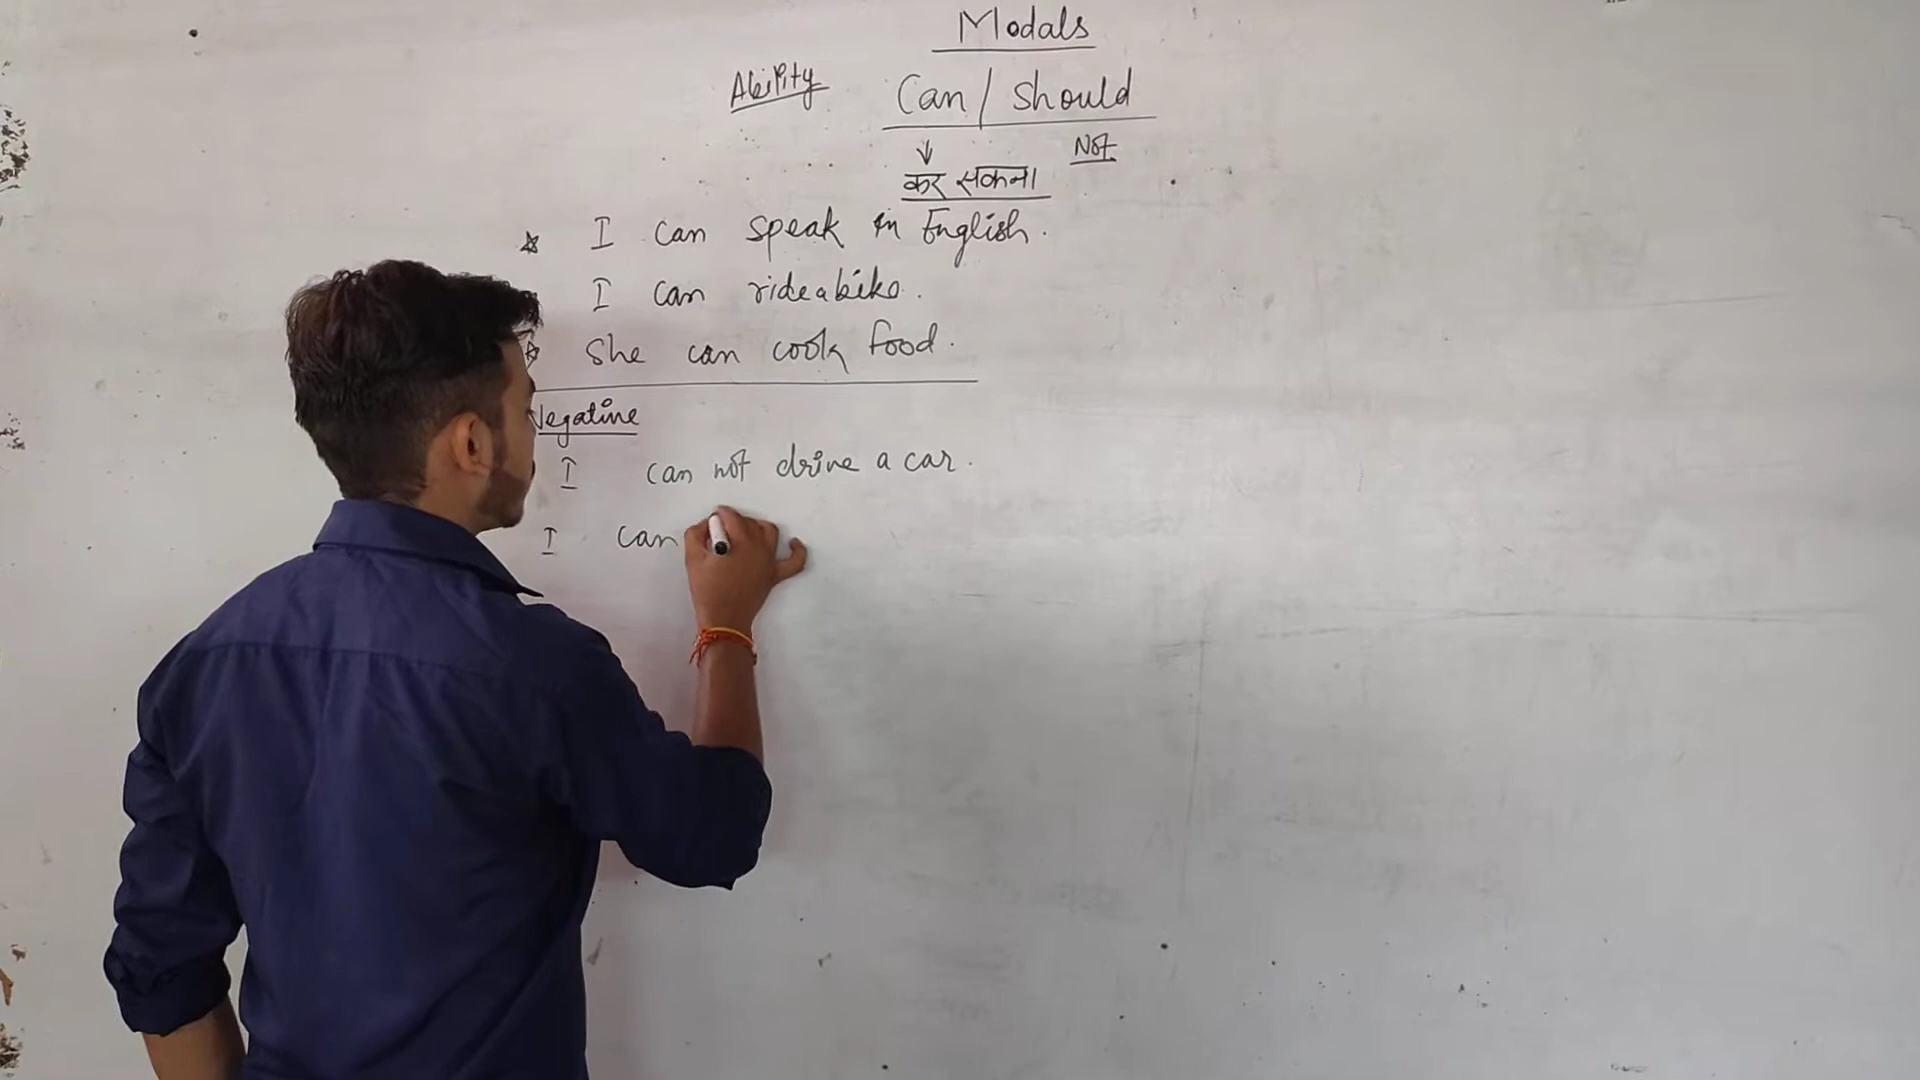 Modals
Ability Can / Should
Not
कर सकना
I can speak in English.
I can ride a bike.
She can cook food.
Negative
I can not drive a car.
I can